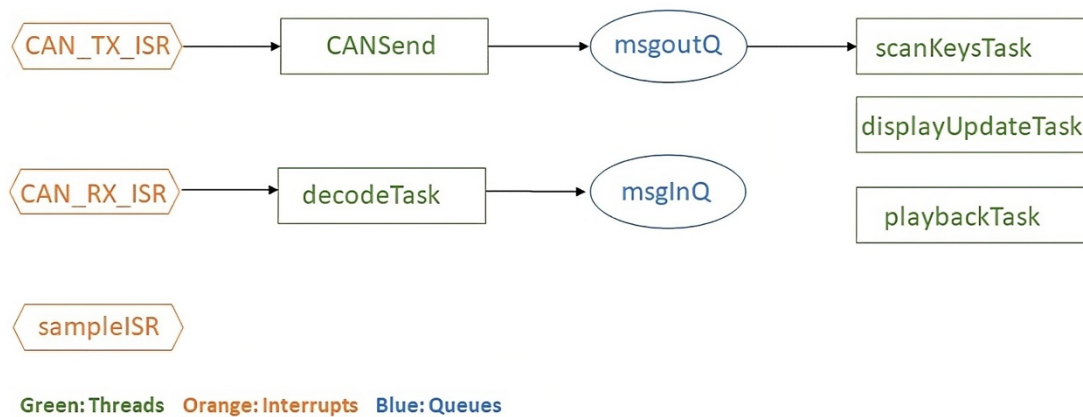 CAN_TX_ISR
CANSend
msgoutQ
scanKeysTask
displayUpdateTask
CAN_RX_ISR
decodeTask
msgInQ
playbackTask
sampleISR
Green: Threads Orange: Interrupts Blue: Queues